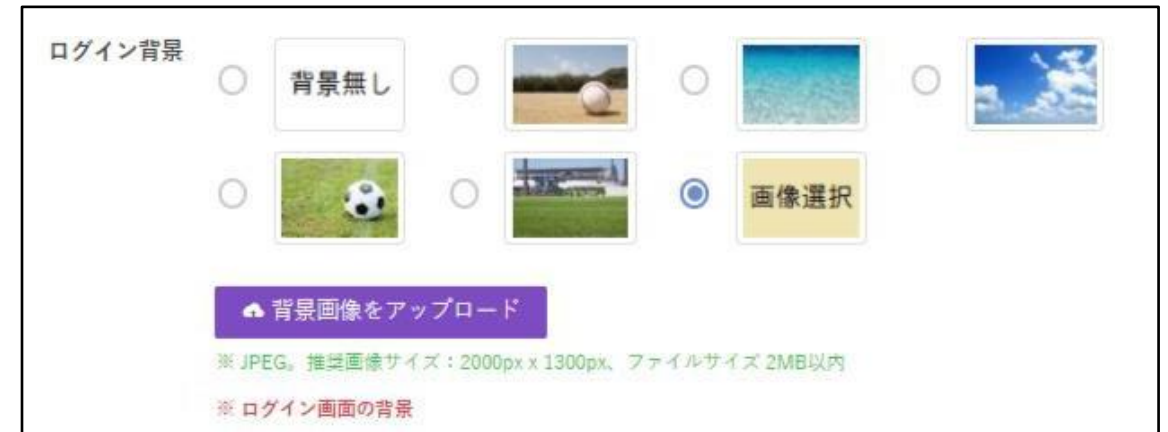 ログイン背景
背景無し
画像選択
背景画像をアップロード
※ JPEG。推奨画像サイズ：2000px x 1300px、ファイルサイズ 2MB以内
※ ログイン画面の背景